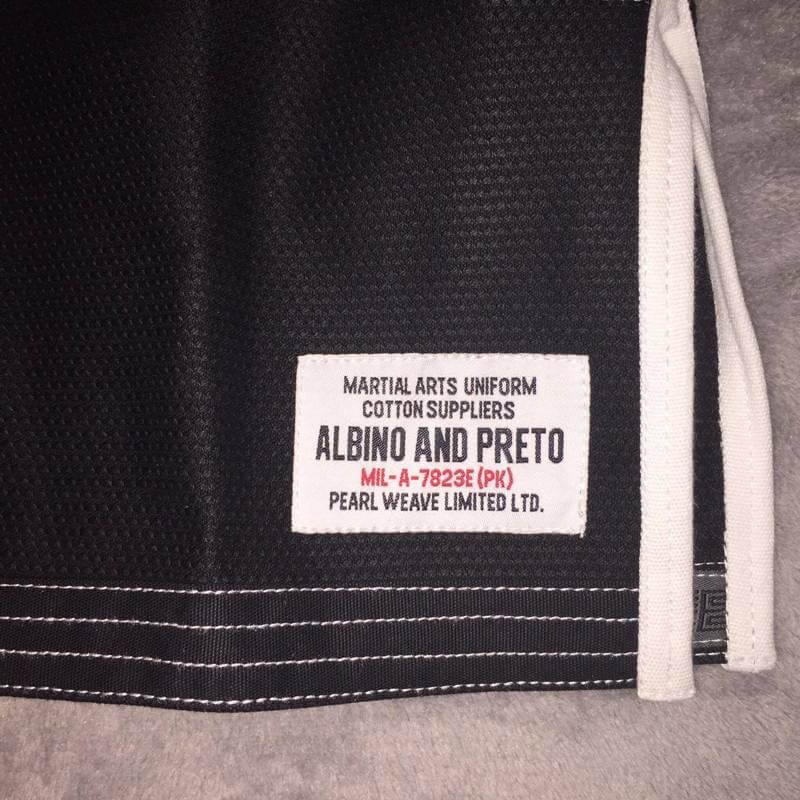 MARTIAL ARTS UNIFORM
COTTON SUPPLIERS
ALBINO AND PRETO
MIL-A-7823E (PK)
PEARL WEAVE LIMITED LTD.